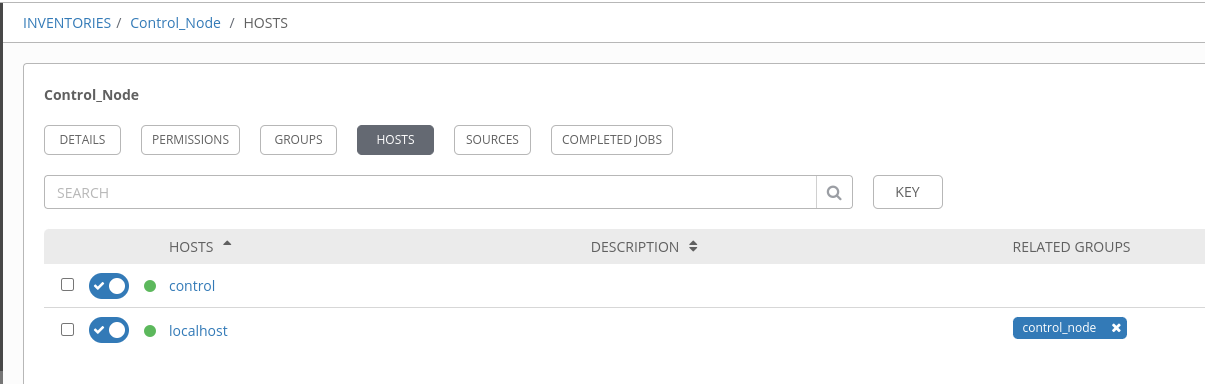 INVENTORIES / Control_Node / HOSTS
Control_Node
DETAILS PERMISSIONS GROUPS HOSTS SOURCES COMPLETED JOBS
SEARCH KEY
HOSTS DESCRIPTION RELATED GROUPS
control
localhost control_node